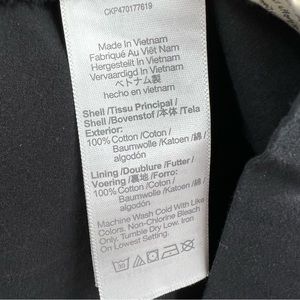 CKP470177619
Made In Vietnam
Fabriqué Au Viêt Nam
Hergestellt In Vietnam
Vervaardigd In Vietnam
ベトナム製
hecho en vietnam
Shell /Tissu Principal /
Shell /Bovenstof /本体 /Tela
Exterior:
100% Cotton /Coton /
Baumwolle /Katoen /綿 /
algodón
Lining /Doublure /Futter /
Voering /裏地 /Forro:
100% Cotton /Coton /
Baumwolle /Katoen /綿 /
algodón
Machine Wash Cold With Like
Colors. Non-Chlorine Bleach
Only. Tumble Dry Low. Iron
On Lowest Setting.